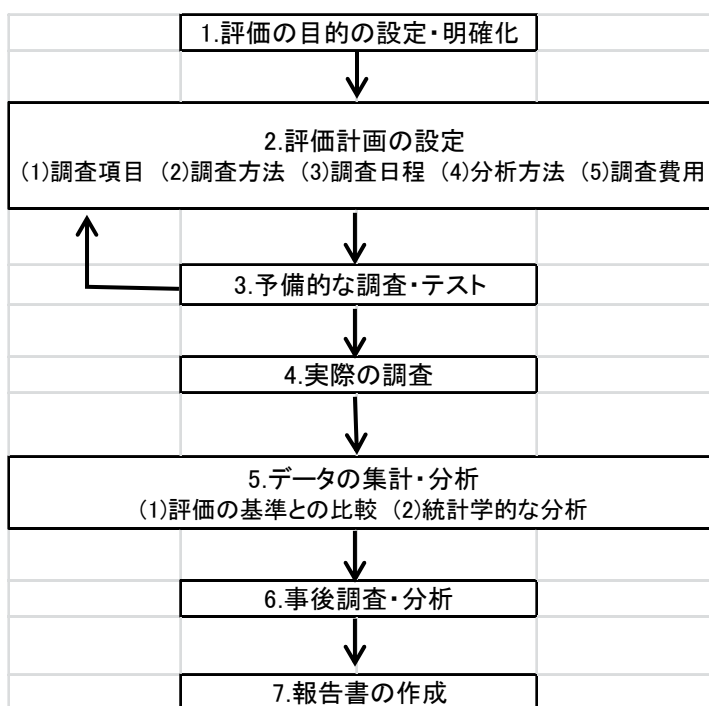 1.評価の目的の設定・明確化
2.評価計画の設定
(1)調査項目 (2)調査方法 (3)調査日程 (4)分析方法 (5)調査費用
3.予備的な調査・テスト
4.実際の調査
5.データの集計・分析
(1)評価の基準との比較 (2)統計学的な分析
6.事後調査・分析
7.報告書の作成